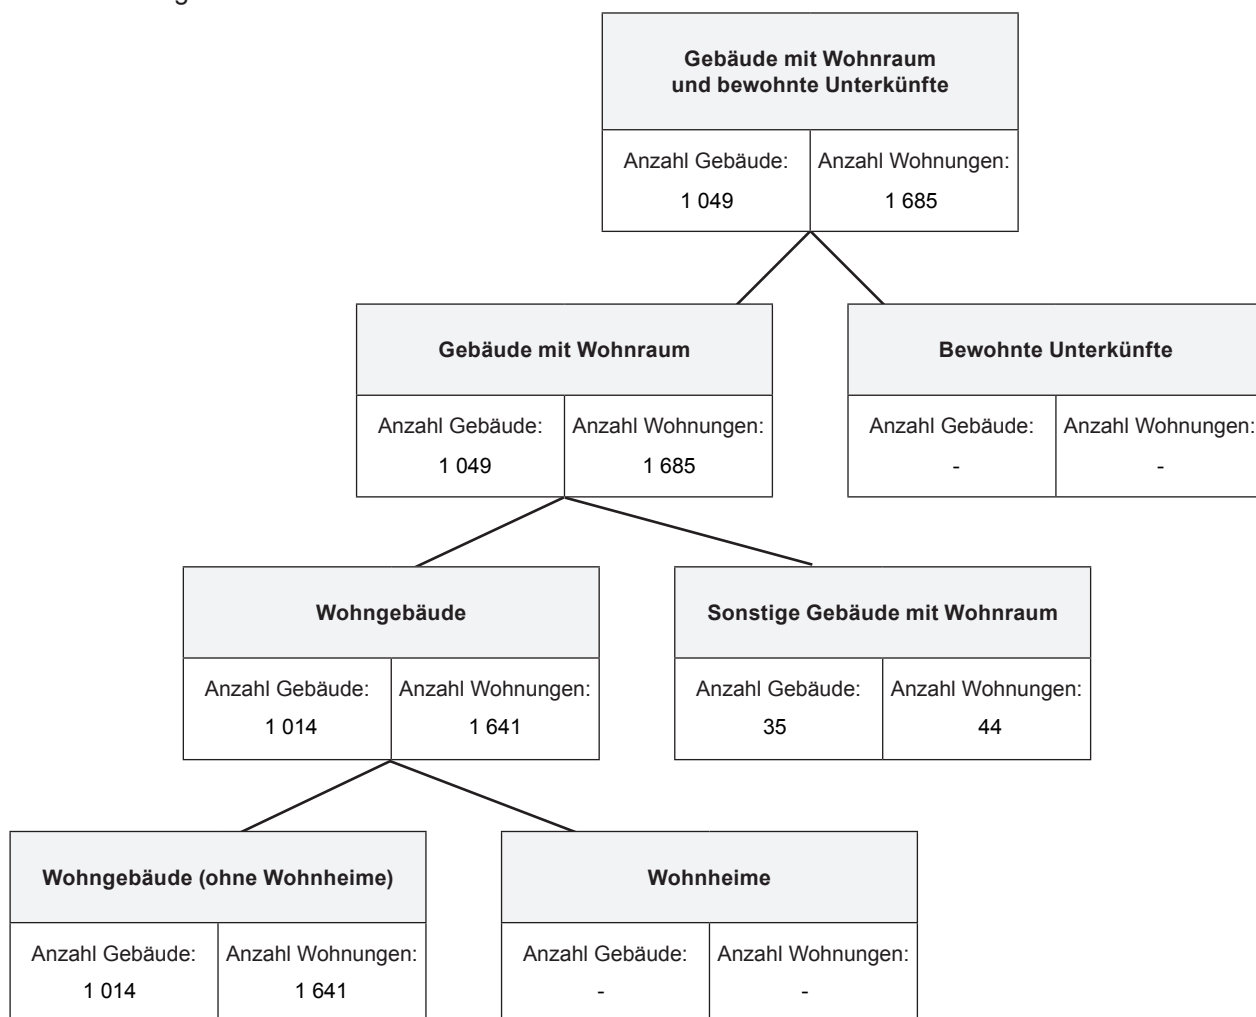 Gebäude mit Wohnraum
und bewohnte Unterkünfte
Anzahl Gebäude: Anzahl Wohnungen:
1 049 1 685
Gebäude mit Wohnraum
Bewohnte Unterkünfte
Anzahl Gebäude: Anzahl Wohnungen: Anzahl Gebäude: Anzahl Wohnungen:
1 049 1 685 - -
Wohngebäude
Sonstige Gebäude mit Wohnraum
Anzahl Gebäude: Anzahl Wohnungen: Anzahl Gebäude: Anzahl Wohnungen:
1 014 1 641 35 44
Wohngebäude (ohne Wohnheime)
Wohnheime
Anzahl Gebäude: Anzahl Wohnungen: Anzahl Gebäude: Anzahl Wohnungen:
1 014 1 641 - -